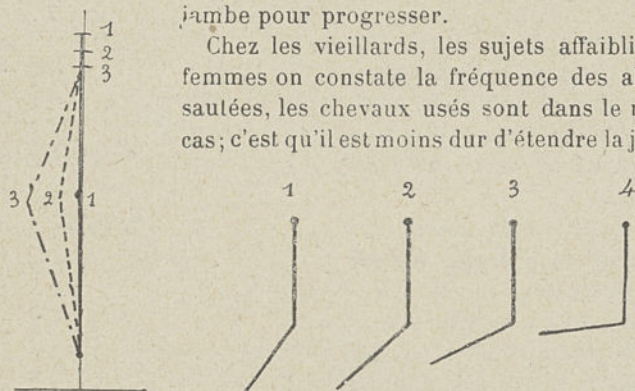 jambe pour progresser.
Chez les vieillards, les sujets affaibli
femmes on constate la fréquence des a
sautées, les chevaux usés sont dans le
cas ; c'est qu'il est moins dur d'étendre la j
1
2
3
3 2 1
1 2 3 4